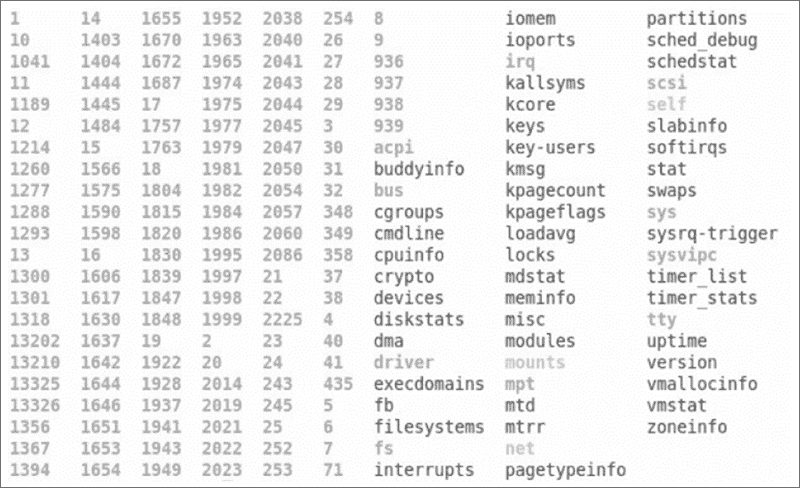 1 14 1655 1952 2038 254 8 iomem partitions
10 1403 1670 1963 2040 26 9 ioports sched_debug
1041 1404 1672 1965 2041 27 936 irq schedstat
11 1444 1687 1974 2043 28 937 kallsyms scsi
1189 1445 17 1975 2044 29 938 kcore self
12 1484 1757 1977 2045 3 939 keys slabinfo
1214 15 1763 1979 2047 30 acpi key-users softirqs
1260 1566 18 1981 2050 31 buddyinfo kmsg stat
1277 1575 1804 1982 2054 32 bus kpagecount swaps
1288 1590 1815 1984 2057 348 cgroups kpageflags sys
1293 1598 1820 1986 2060 349 cmdline loadavg sysrq-trigger
13 16 1830 1995 2086 358 cpuinfo locks sysvipc
1300 1606 1839 1997 21 37 crypto mdstat timer_list
1301 1617 1847 1998 22 38 devices meminfo timer_stats
1318 1630 1848 1999 2225 4 diskstats misc tty
13202 1637 19 2 23 40 dma modules uptime
13210 1642 1922 20 24 41 driver mounts version
13325 1644 1928 2014 243 435 execdomains mpt vmallocinfo
13326 1646 1937 2019 245 5 fb mtd vmstat
1356 1651 1941 2021 25 6 filesystems mtrr zoneinfo
1367 1653 1943 2022 252 7 fs net
1394 1654 1949 2023 253 71 interrupts pagetypeinfo